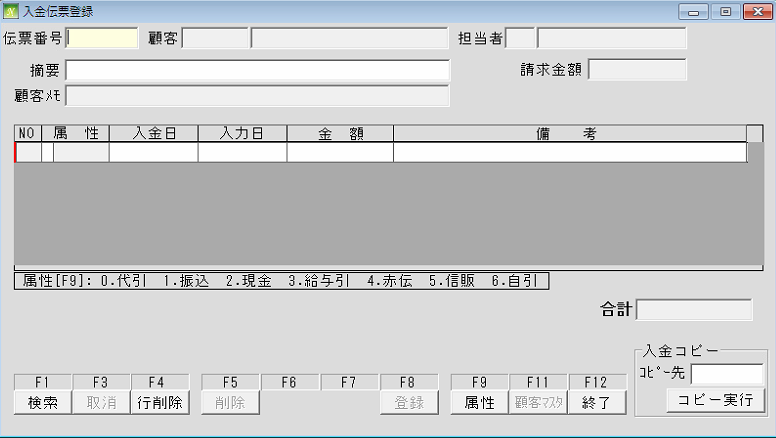 入金伝票登録
伝票番号 顧客 担当者
摘要 請求金額
顧客ﾒﾓ
NO 属 性 入金日 入力日 金 額 備 考
属性[F9]: 0.代引 1.振込 2.現金 3.給与引 4.赤伝 5.信販 6.自引
合計
入金コピー
ｺﾋﾟｰ先
コピー実行
F1 F3 F4 F5 F6 F7 F8 F9 F11 F12
検索 取消 行削除 削除 登録 属性 顧客ﾏｽﾀ 終了